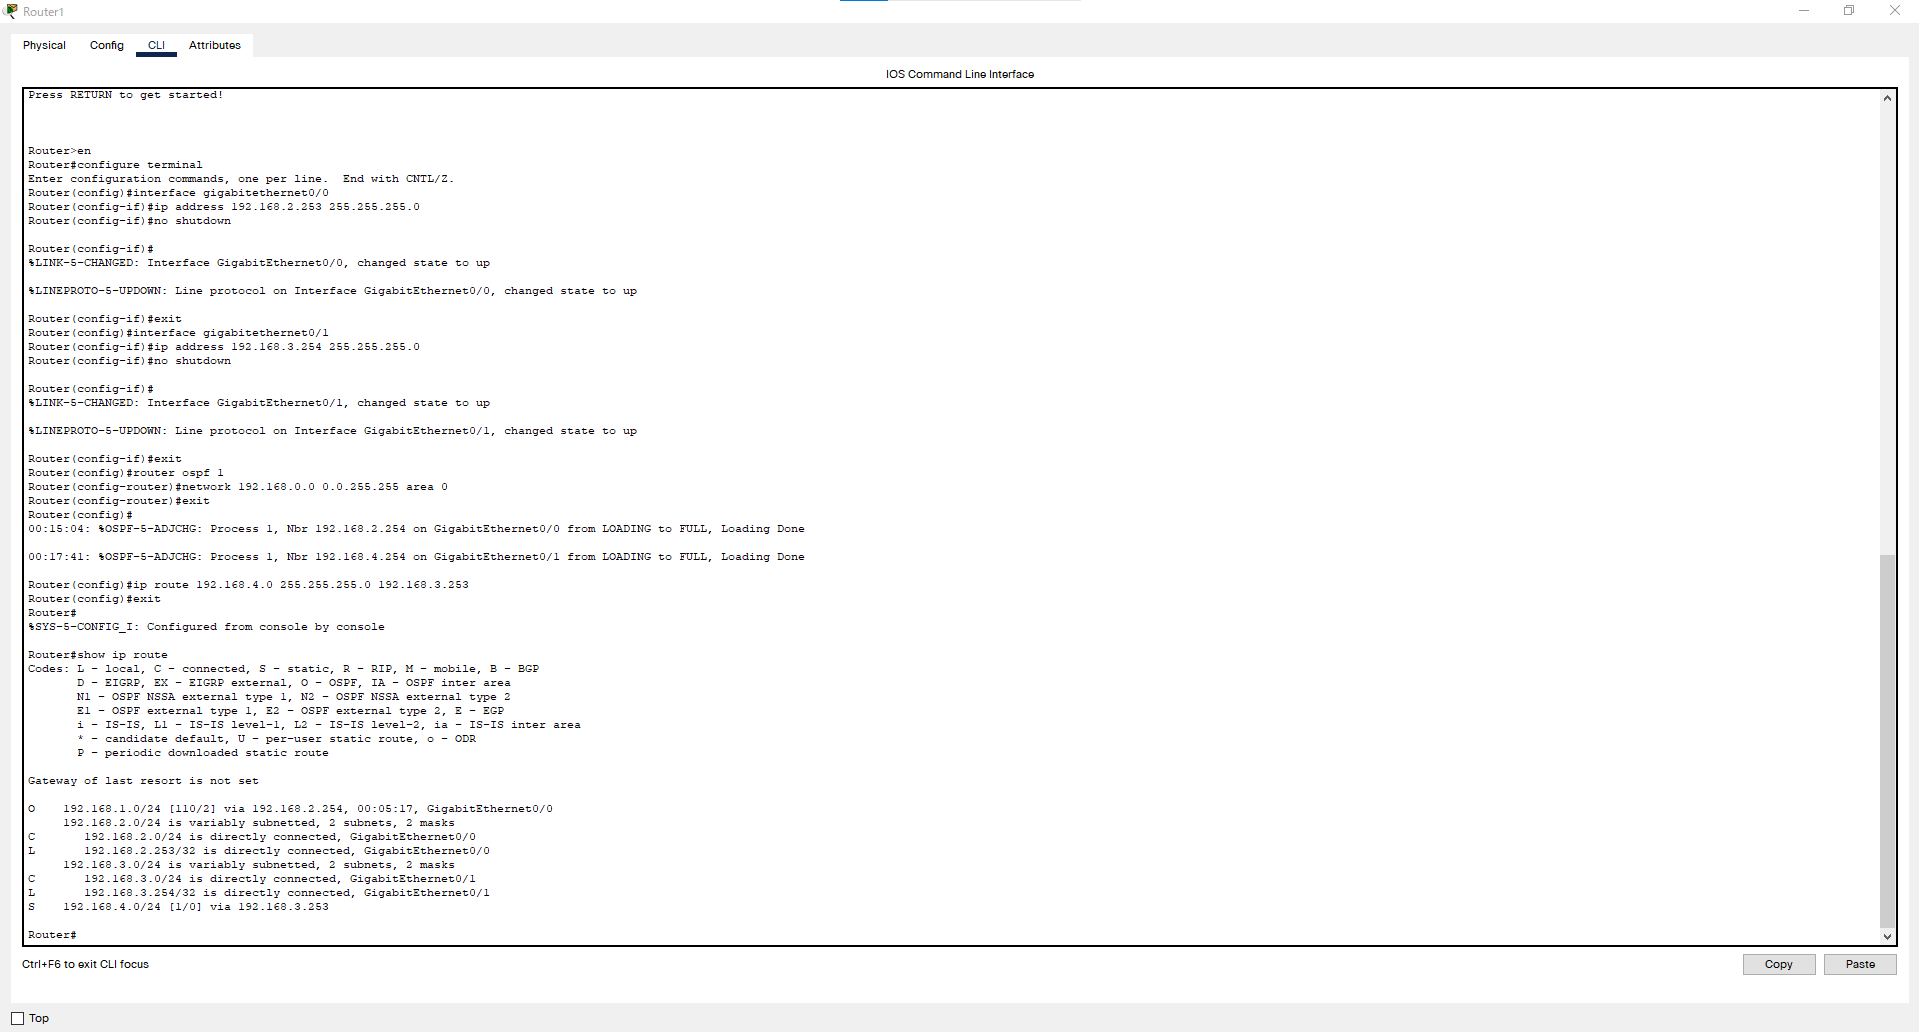 Router1
Physical Config CLI Attributes
IOS Command Line Interface
Press RETURN to get started!
Router>en
Router#configure terminal
Enter configuration commands, one per line.  End with CNTL/Z.
Router(config)#interface gigabitethernet0/0
Router(config-if)#ip address 192.168.2.253 255.255.255.0
Router(config-if)#no shutdown
Router(config-if)#
%LINK-5-CHANGED: Interface GigabitEthernet0/0, changed state to up
%LINEPROTO-5-UPDOWN: Line protocol on Interface GigabitEthernet0/0, changed state to up
Router(config-if)#exit
Router(config)#interface gigabitethernet0/1
Router(config-if)#ip address 192.168.3.254 255.255.255.0
Router(config-if)#no shutdown
Router(config-if)#
%LINK-5-CHANGED: Interface GigabitEthernet0/1, changed state to up
%LINEPROTO-5-UPDOWN: Line protocol on Interface GigabitEthernet0/1, changed state to up
Router(config-if)#exit
Router(config)#router ospf 1
Router(config-router)#network 192.168.0.0 0.0.255.255 area 0
Router(config-router)#exit
Router(config)#
00:15:04: %OSPF-5-ADJCHG: Process 1, Nbr 192.168.2.254 on GigabitEthernet0/0 from LOADING to FULL, Loading Done
00:17:41: %OSPF-5-ADJCHG: Process 1, Nbr 192.168.4.254 on GigabitEthernet0/1 from LOADING to FULL, Loading Done
Router(config)#ip route 192.168.4.0 255.255.255.0 192.168.3.253
Router(config)#exit
Router#
%SYS-5-CONFIG_I: Configured from console by console
Router#show ip route
Codes: L - local, C - connected, S - static, R - RIP, M - mobile, B - BGP
       D - EIGRP, EX - EIGRP external, O - OSPF, IA - OSPF inter area
       N1 - OSPF NSSA external type 1, N2 - OSPF NSSA external type 2
       E1 - OSPF external type 1, E2 - OSPF external type 2, E - EGP
       i - IS-IS, L1 - IS-IS level-1, L2 - IS-IS level-2, ia - IS-IS inter area
       * - candidate default, U - per-user static route, o - ODR
       P - periodic downloaded static route
Gateway of last resort is not set
O    192.168.1.0/24 [110/2] via 192.168.2.254, 00:05:17, GigabitEthernet0/0
     192.168.2.0/24 is variably subnetted, 2 subnets, 2 masks
C       192.168.2.0/24 is directly connected, GigabitEthernet0/0
L       192.168.2.253/32 is directly connected, GigabitEthernet0/0
     192.168.3.0/24 is variably subnetted, 2 subnets, 2 masks
C       192.168.3.0/24 is directly connected, GigabitEthernet0/1
L       192.168.3.254/32 is directly connected, GigabitEthernet0/1
S    192.168.4.0/24 [1/0] via 192.168.3.253
Router#
Ctrl+F6 to exit CLI focus
Copy Paste
Top